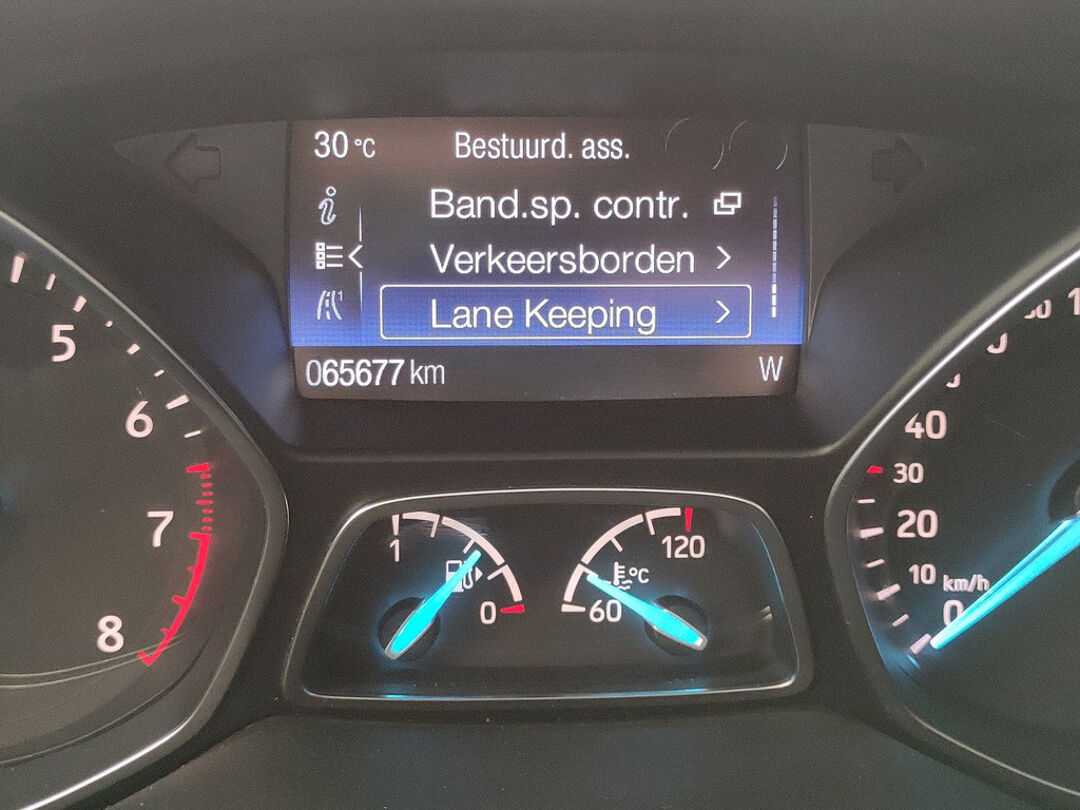 30 °C Bestuurd. ass.
Band.sp. contr.
Verkeersborden
Lane Keeping
065677 km W
5
6
7
8
1
0
120
°C
60
40
30
20
10
km/h
0